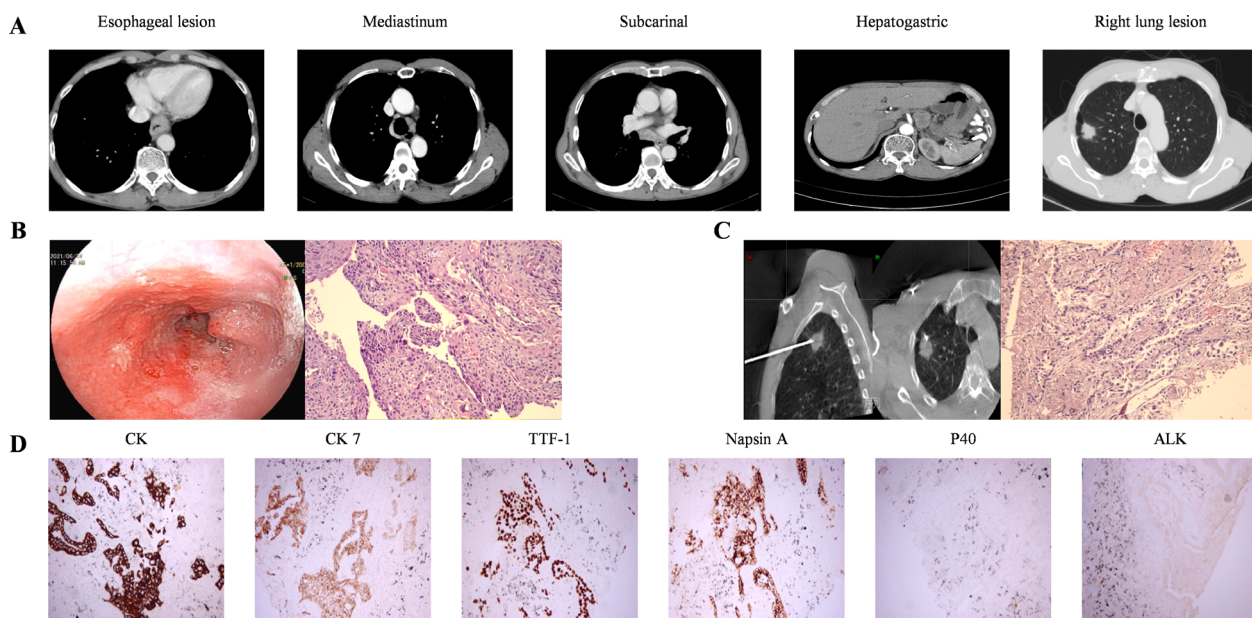 Esophageal lesion
Mediastinum
Subcarinal
Hepatogastric
Right lung lesion
A
B
C
CK
CK 7
TTF-1
Napsin A
P40
ALK
D